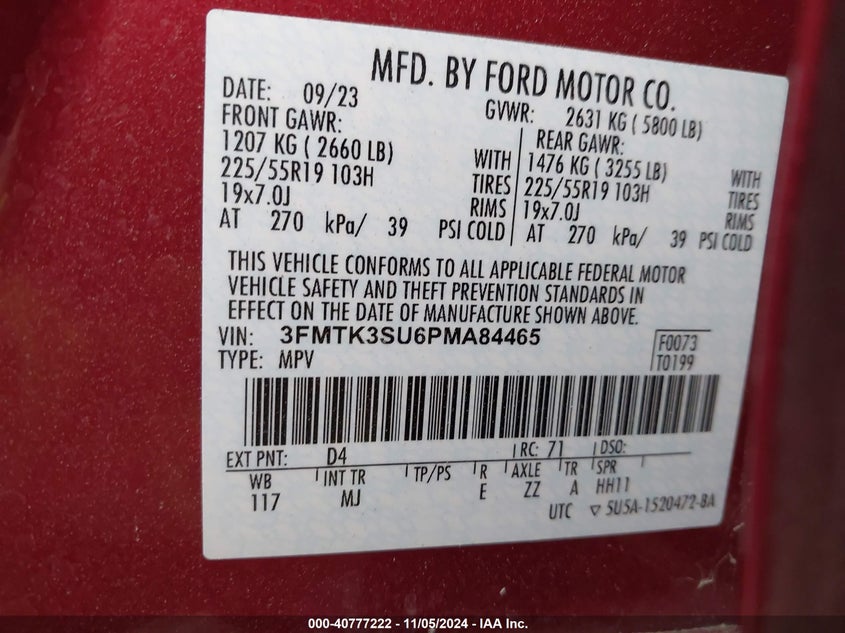 MFD. BY FORD MOTOR CO.
DATE: 09/23 GVWR: 2631 KG ( 5800 LB)
FRONT GAWR: REAR GAWR:
1207 KG ( 2660 LB) WITH 1476 KG ( 3255 LB) WITH
225/55R19 103H TIRES 225/55R19 103H TIRES
19x7.0J RIMS 19x7.0J RIMS
AT 270 kPa/ 39 PSI COLD AT 270 kPa/ 39 PSI COLD
THIS VEHICLE CONFORMS TO ALL APPLICABLE FEDERAL MOTOR
VEHICLE SAFETY AND THEFT PREVENTION STANDARDS IN
EFFECT ON THE DATE OF MANUFACTURE SHOWN ABOVE.
VIN: 3FMTK3SU6PMA84465 F0073
TYPE: MPV T0199
EXT PNT: D4 RC: 71 DSO:
WB INT TR TP/PS R AXLE TR SPR
117 MJ E ZZ A HH11
UTC ▽ SU5A-1520472-BA
000-40777222 - 11/05/2024 - IAA Inc.